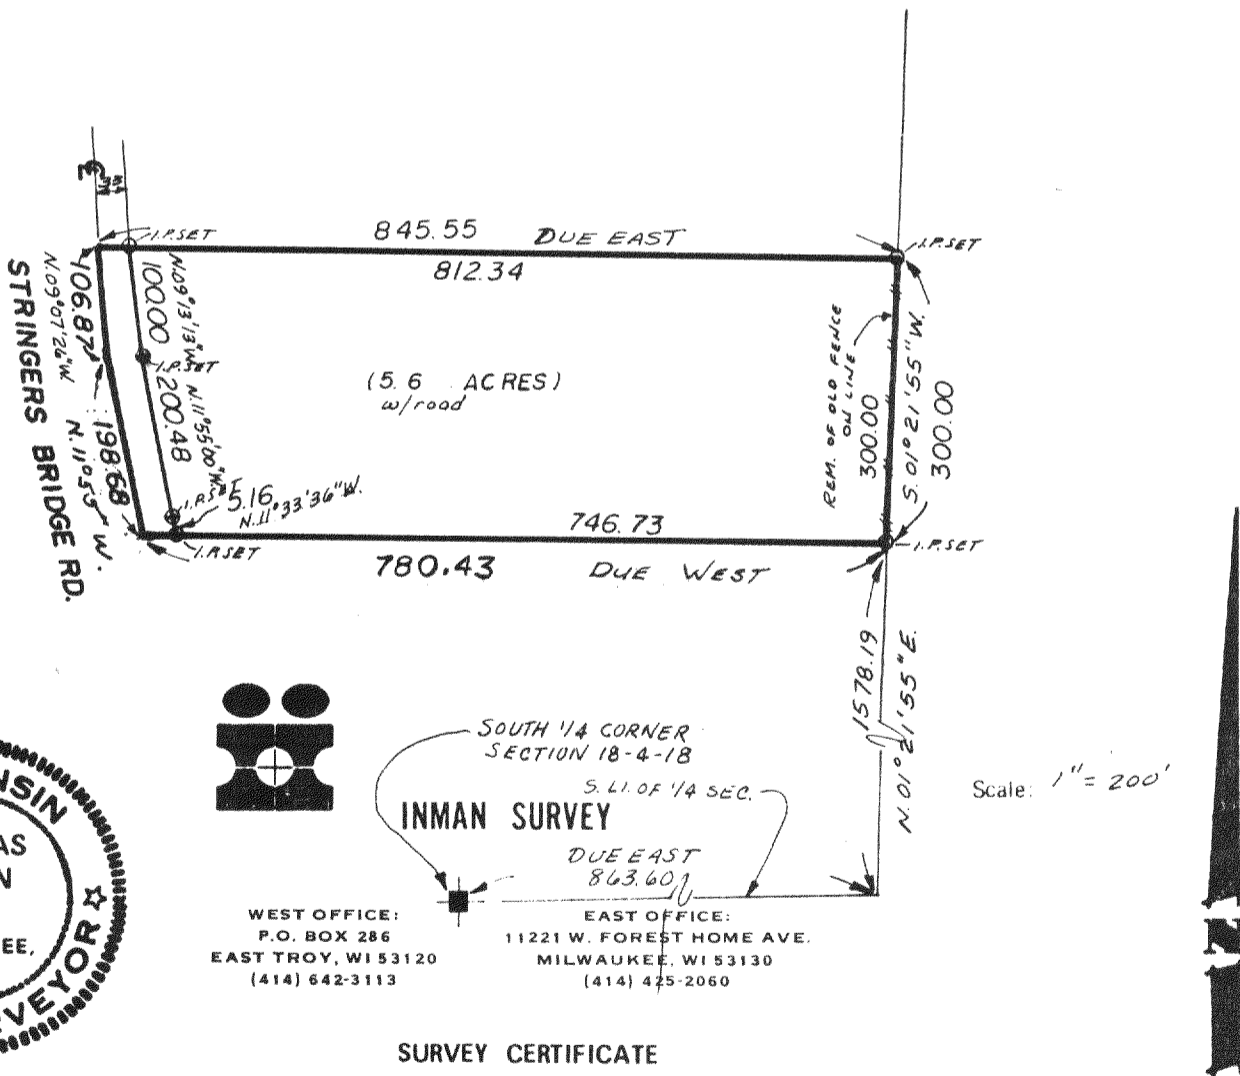 ℄
I.P.SET
845.55 DUE EAST
812.34
I.P.SET
STRINGERS BRIDGE RD.
N.09°07'26"W N.11°55' W.
106.87
198.68
N.09°13'13"W. N.11°55'00"W.
100.00
200.48
I.P.SET
I.P.SET
5.16
N.11°33'36"W.
I.P.SET
(5.6 ACRES)
w/road
REM. OF OLD FENCE
ON LINE
300.00
S.01°21'55"W.
300.00
746.73
I.P.SET
780.43 DUE WEST
1578.19
N.01°21'55"E.
SOUTH 1/4 CORNER
SECTION 18-4-18
S. LI. OF 1/4 SEC.
Scale: 1"= 200'
INMAN SURVEY
DUE EAST
863.60
WEST OFFICE:
P.O. BOX 286
EAST TROY, WI 53120
(414) 642-3113
EAST OFFICE:
11221 W. FOREST HOME AVE.
MILWAUKEE, WI 53130
(414) 425-2060
SURVEY CERTIFICATE